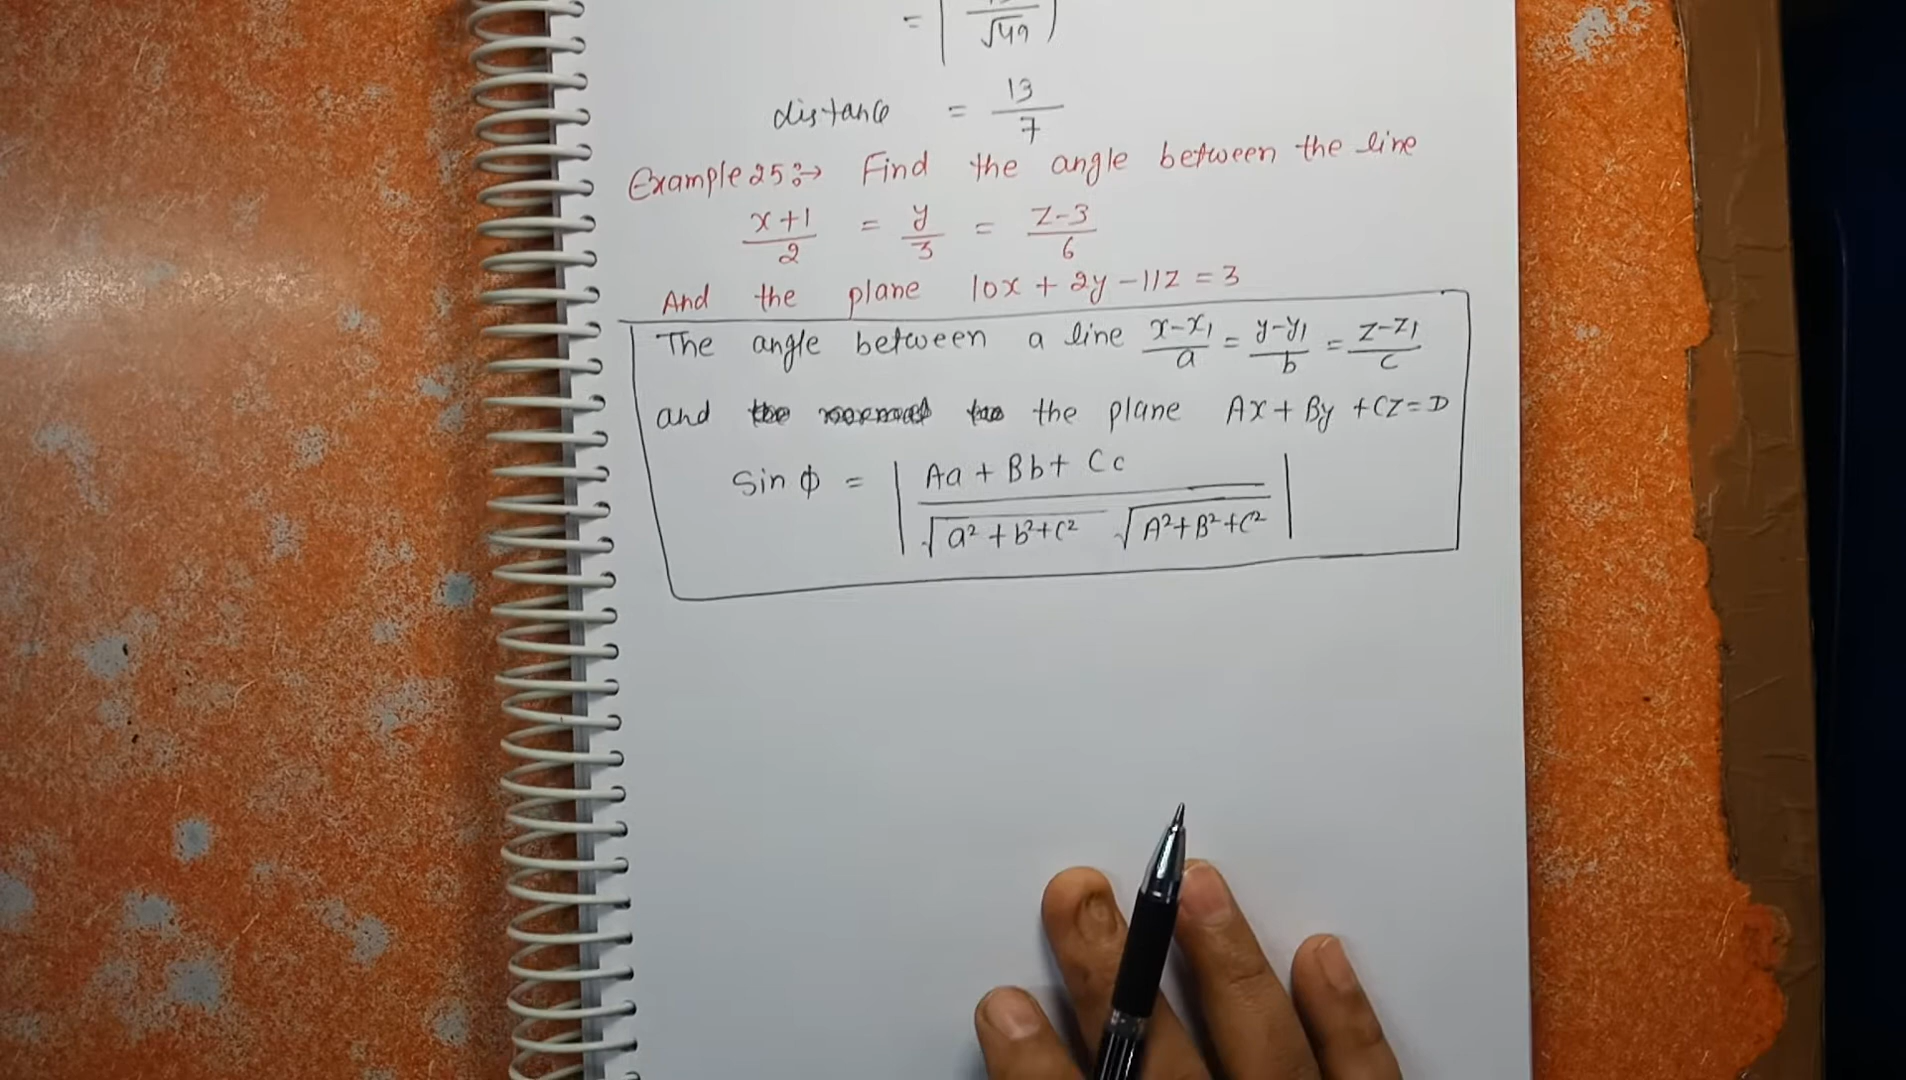 = | /√49 |
distance = 13/7
Example 25:→ Find the angle between the line
x+1/2 = y/3 = z-3/6
And the plane 10x + 2y - 11z = 3
The angle between a line x-x₁/a = y-y₁/b = z-z₁/c
and the plane Ax + By + Cz = D
Sin ϕ = | Aa + Bb + Cc / √a² + b² + c² √A² + B² + C² |